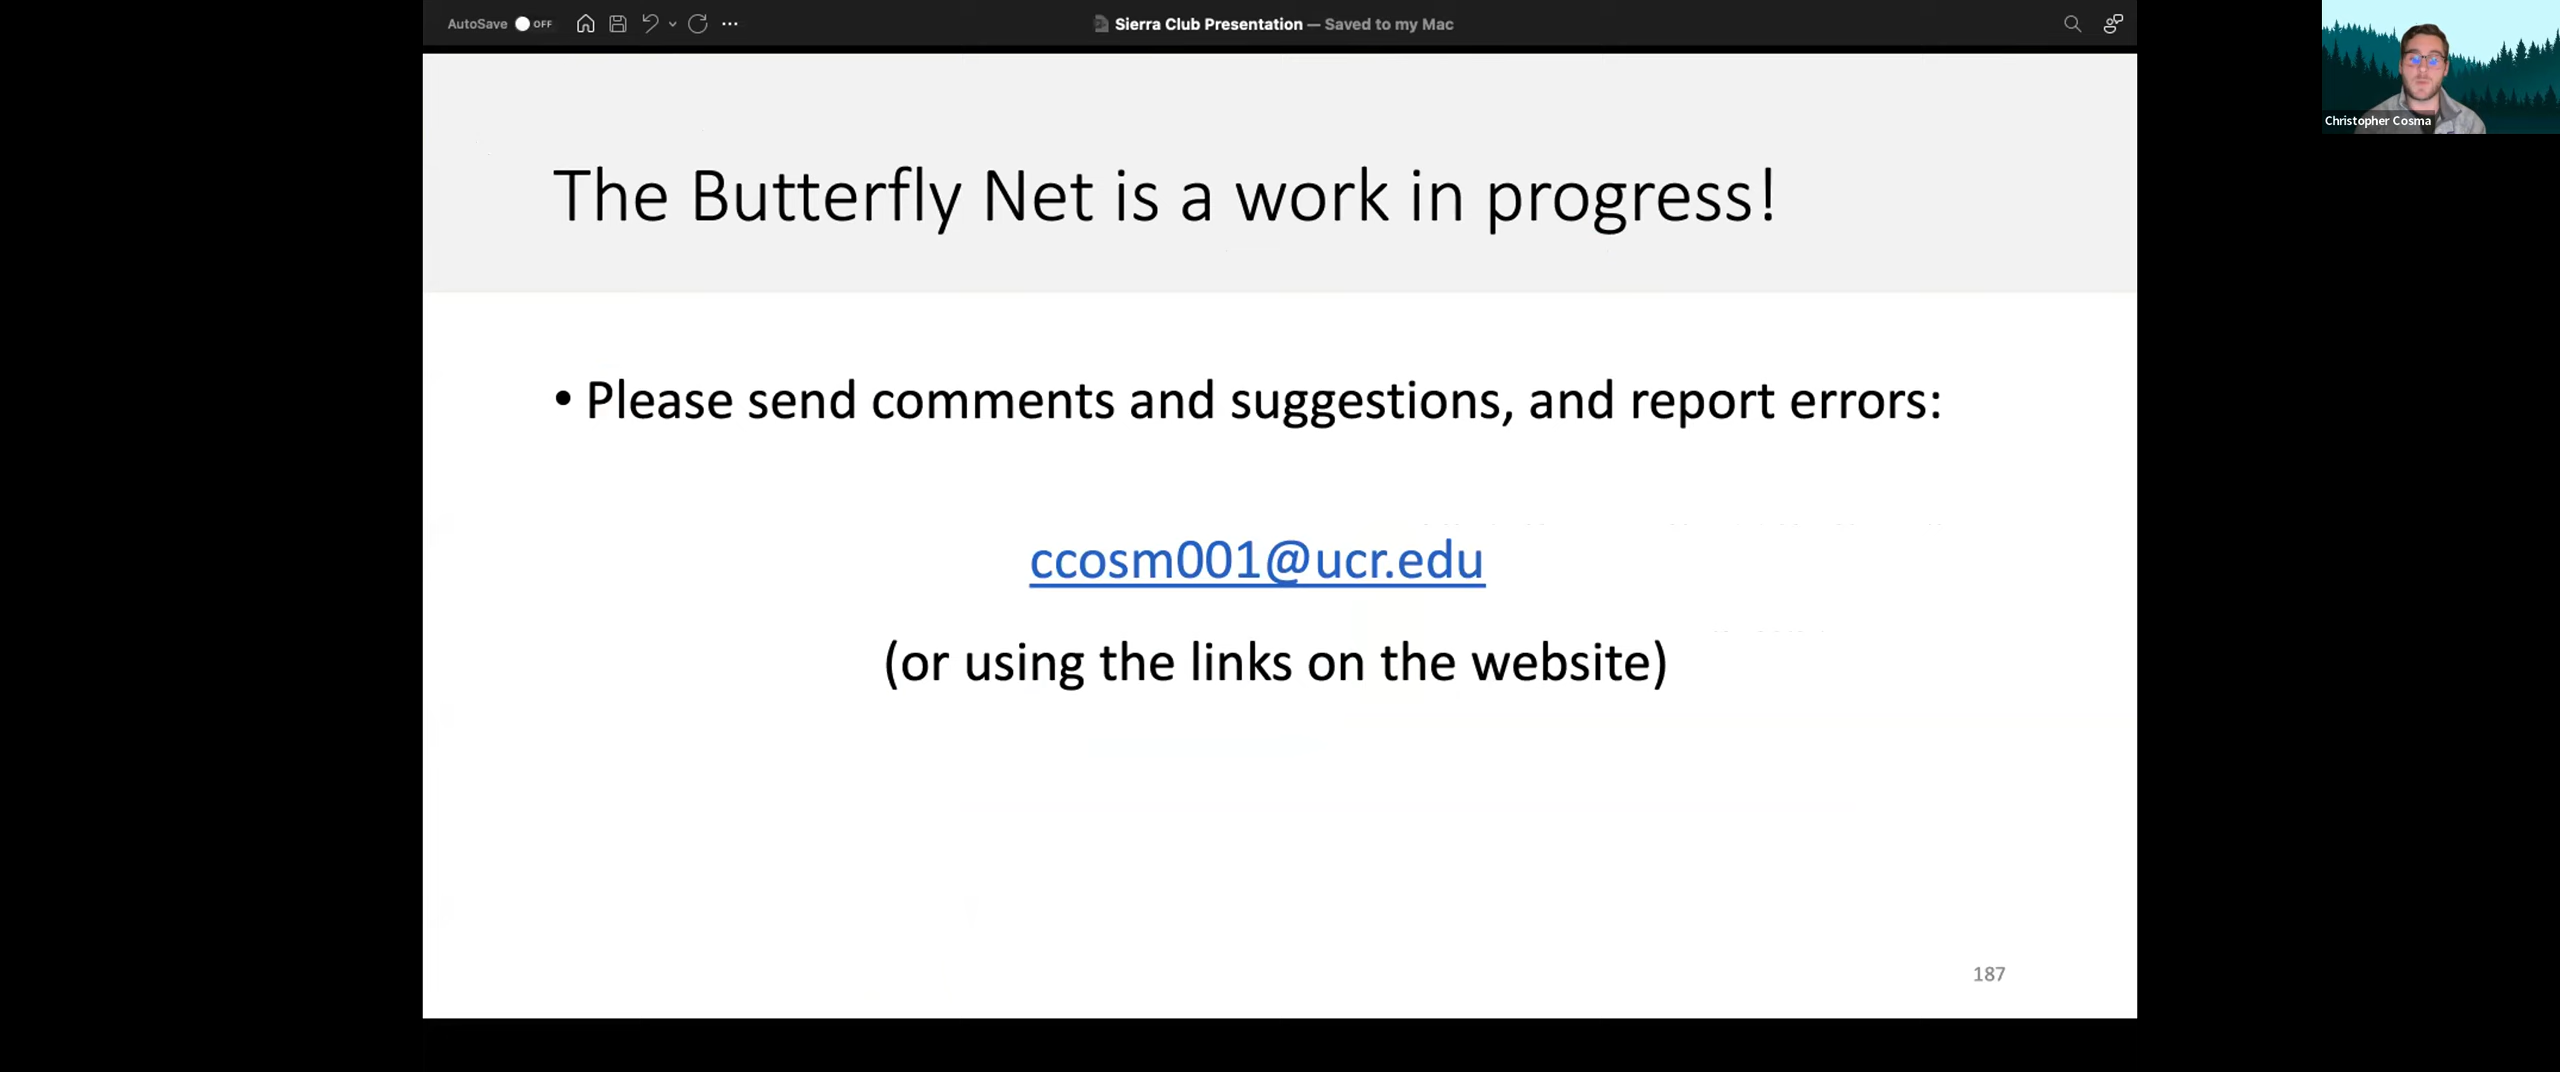 AutoSave OFF
Sierra Club Presentation — Saved to my Mac
Christopher Cosma
The Butterfly Net is a work in progress!
• Please send comments and suggestions, and report errors:
ccosm001@ucr.edu
(or using the links on the website)
187